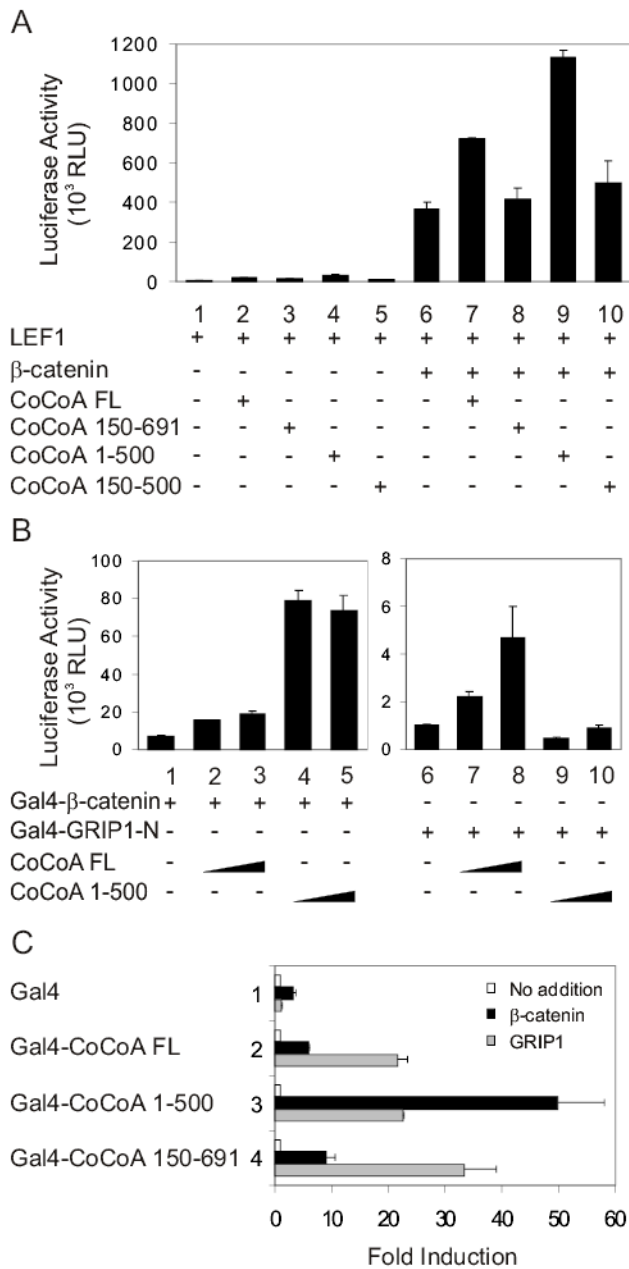 A
Luciferase Activity
(10³ RLU)
1200
1000
800
600
400
200
0
1 2 3 4 5 6 7 8 9 10
LEF1 + + + + + + + + + +
β-catenin - - - - - + + + + +
CoCoA FL - + - - - - + - - -
CoCoA 150-691 - - + - - - - + - -
CoCoA 1-500 - - - + - - - - + -
CoCoA 150-500 - - - - + - - - - +
B
Luciferase Activity
(10³ RLU)
100
80
60
40
20
0
8
6
4
2
0
1 2 3 4 5 6 7 8 9 10
Gal4-β-catenin + + + + + - - - - -
Gal4-GRIP1-N - - - - - + + + + +
CoCoA FL - - - - - -
CoCoA 1-500 - - - - - -
C
Gal4 1
Gal4-CoCoA FL 2
Gal4-CoCoA 1-500 3
Gal4-CoCoA 150-691 4
No addition
β-catenin
GRIP1
0 10 20 30 40 50 60
Fold Induction